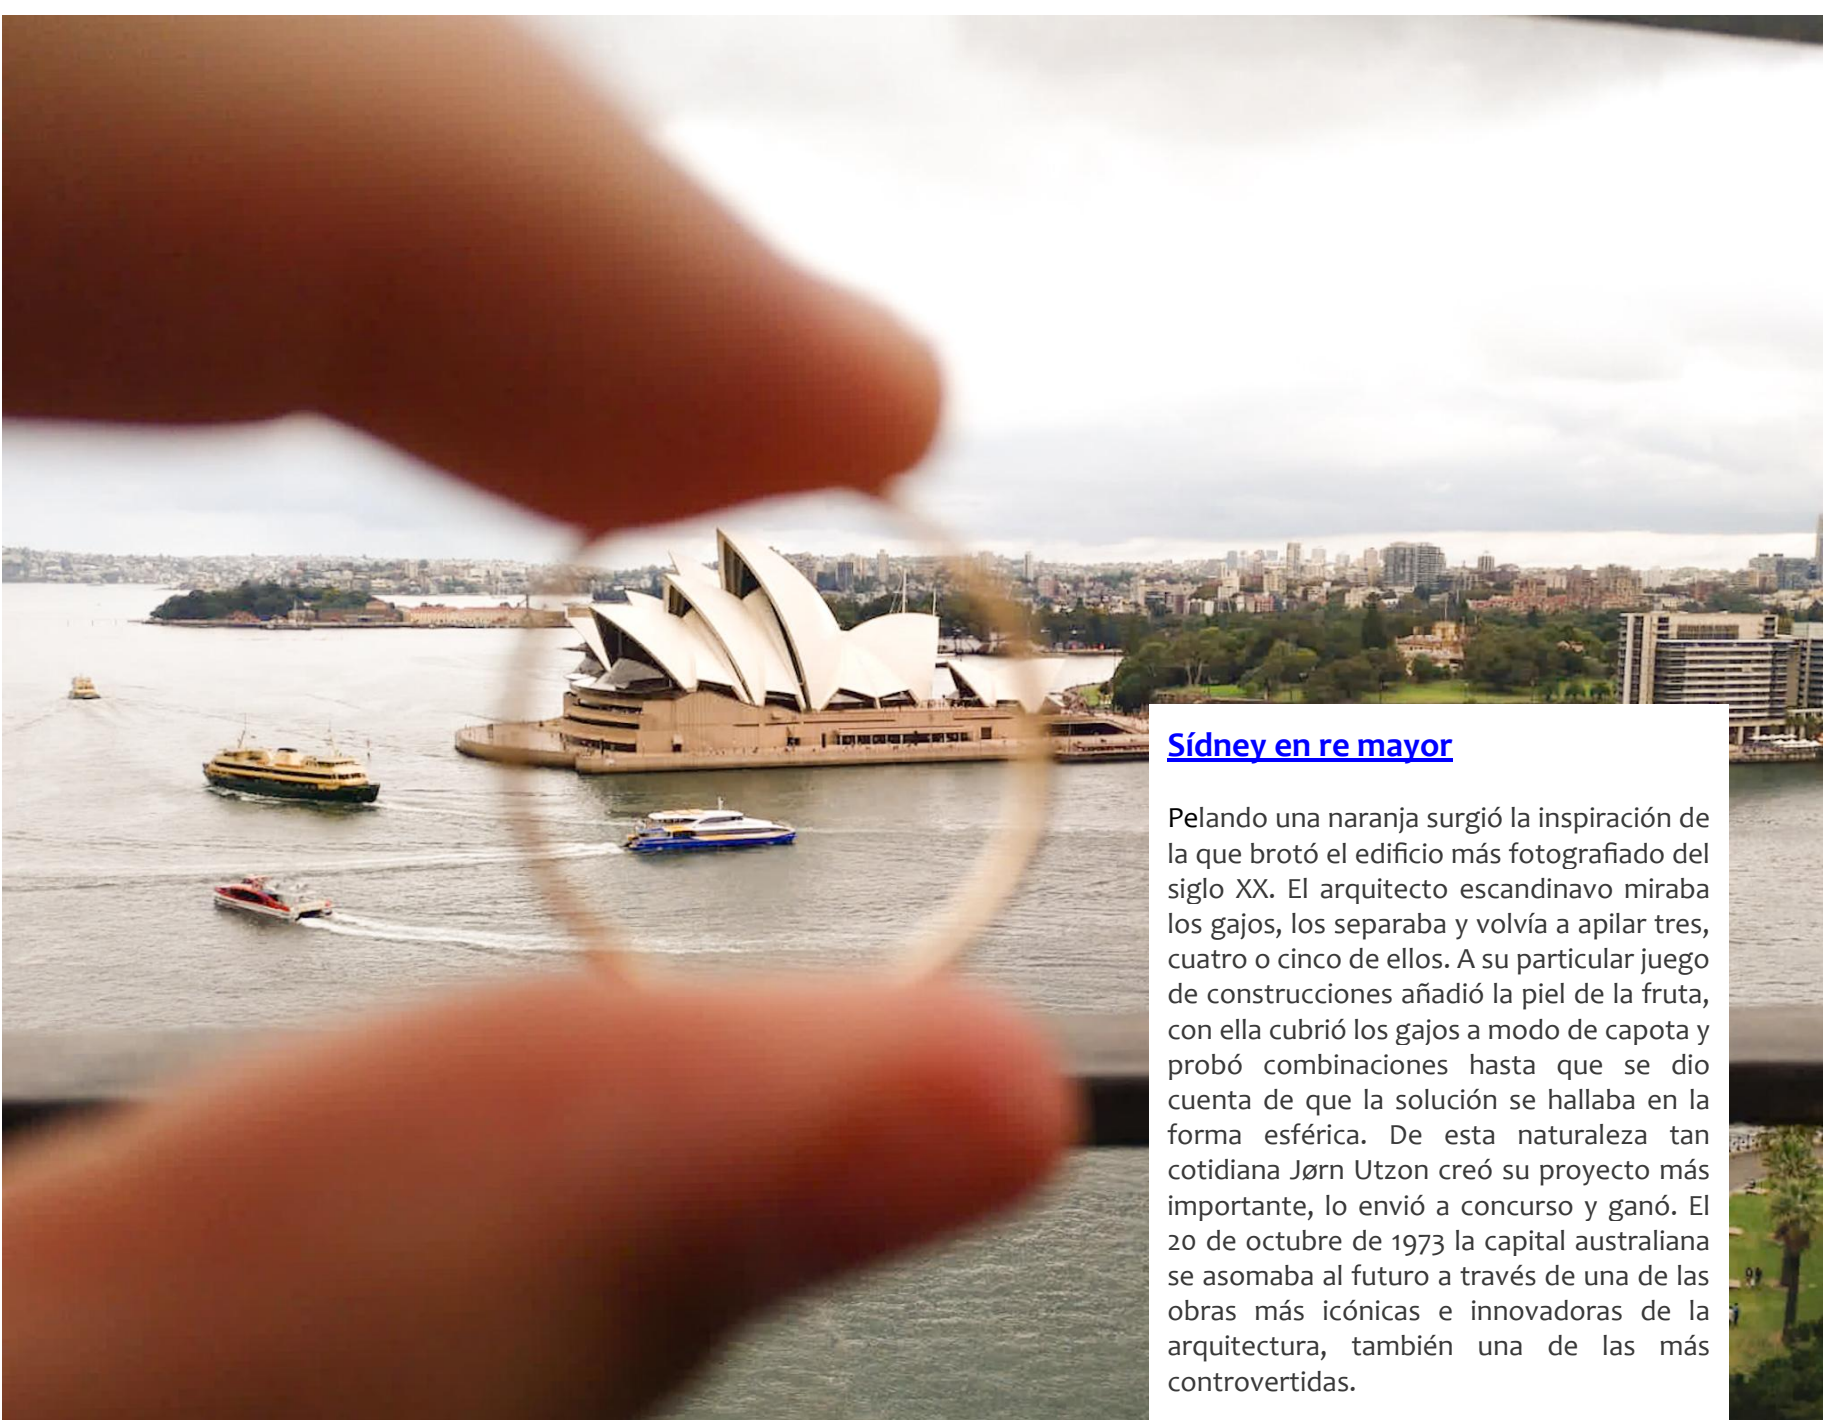 Sídney en re mayor
Pelando una naranja surgió la inspiración de
la que brotó el edificio más fotografiado del
siglo XX. El arquitecto escandinavo miraba
los gajos, los separaba y volvía a apilar tres,
cuatro o cinco de ellos. A su particular juego
de construcciones añadió la piel de la fruta,
con ella cubrió los gajos a modo de capota y
probó combinaciones hasta que se dio
cuenta de que la solución se hallaba en la
forma esférica. De esta naturaleza tan
cotidiana Jørn Utzon creó su proyecto más
importante, lo envió a concurso y ganó. El
20 de octubre de 1973 la capital australiana
se asomaba al futuro a través de una de las
obras más icónicas e innovadoras de la
arquitectura, también una de las más
controvertidas.